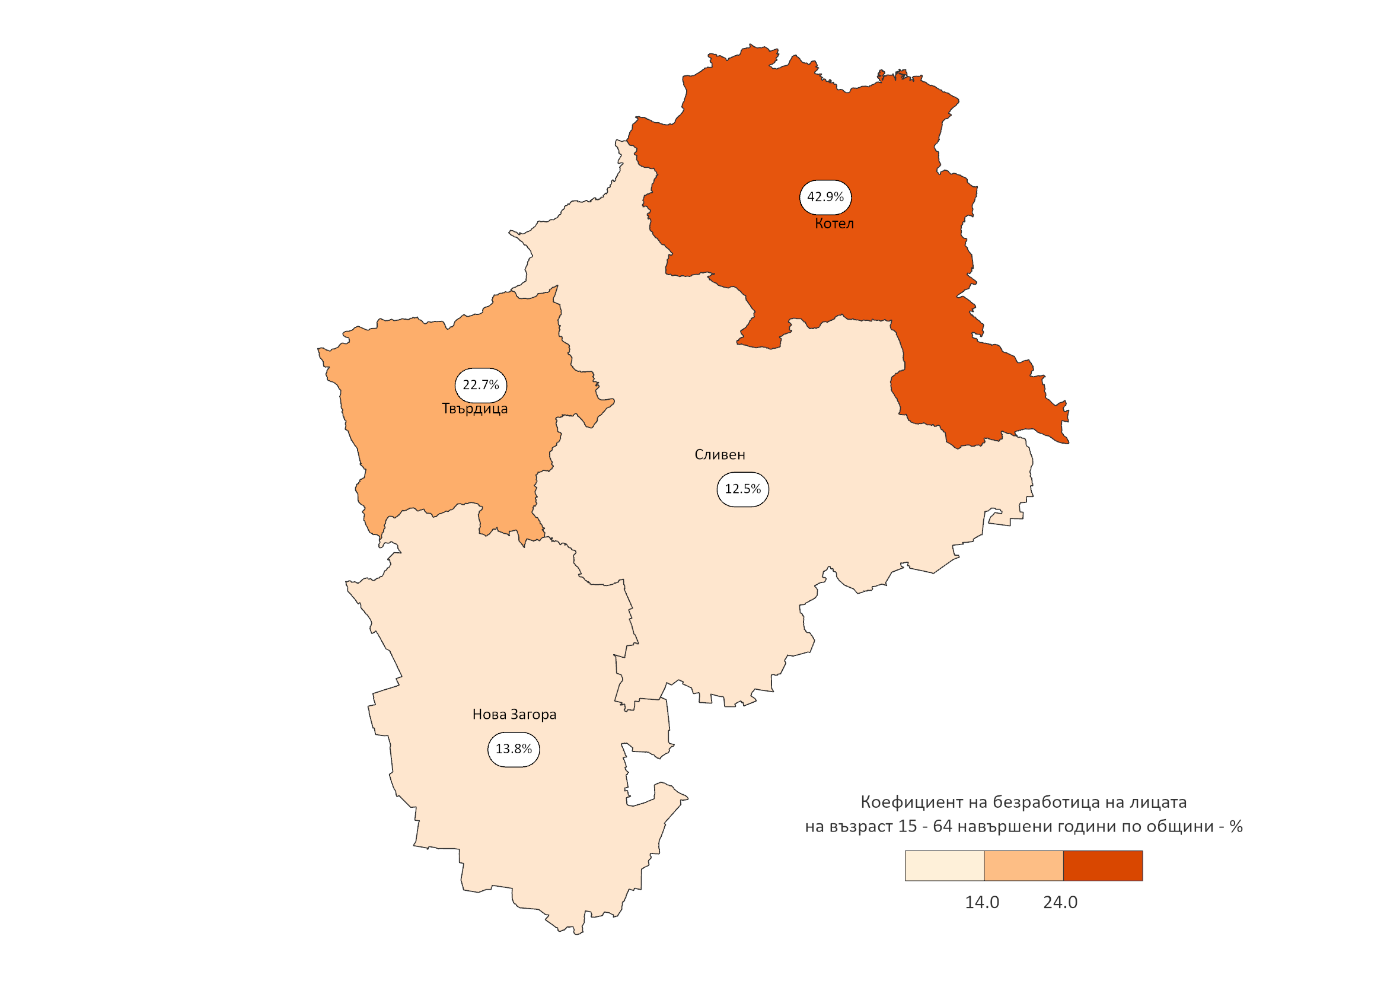 42.9%
Котел
22.7%
Твърдица
Сливен
12.5%
Нова Загора
13.8%
Коефициент на безработица на лицата
на възраст 15 - 64 навършени години по общини - %
14.0 24.0